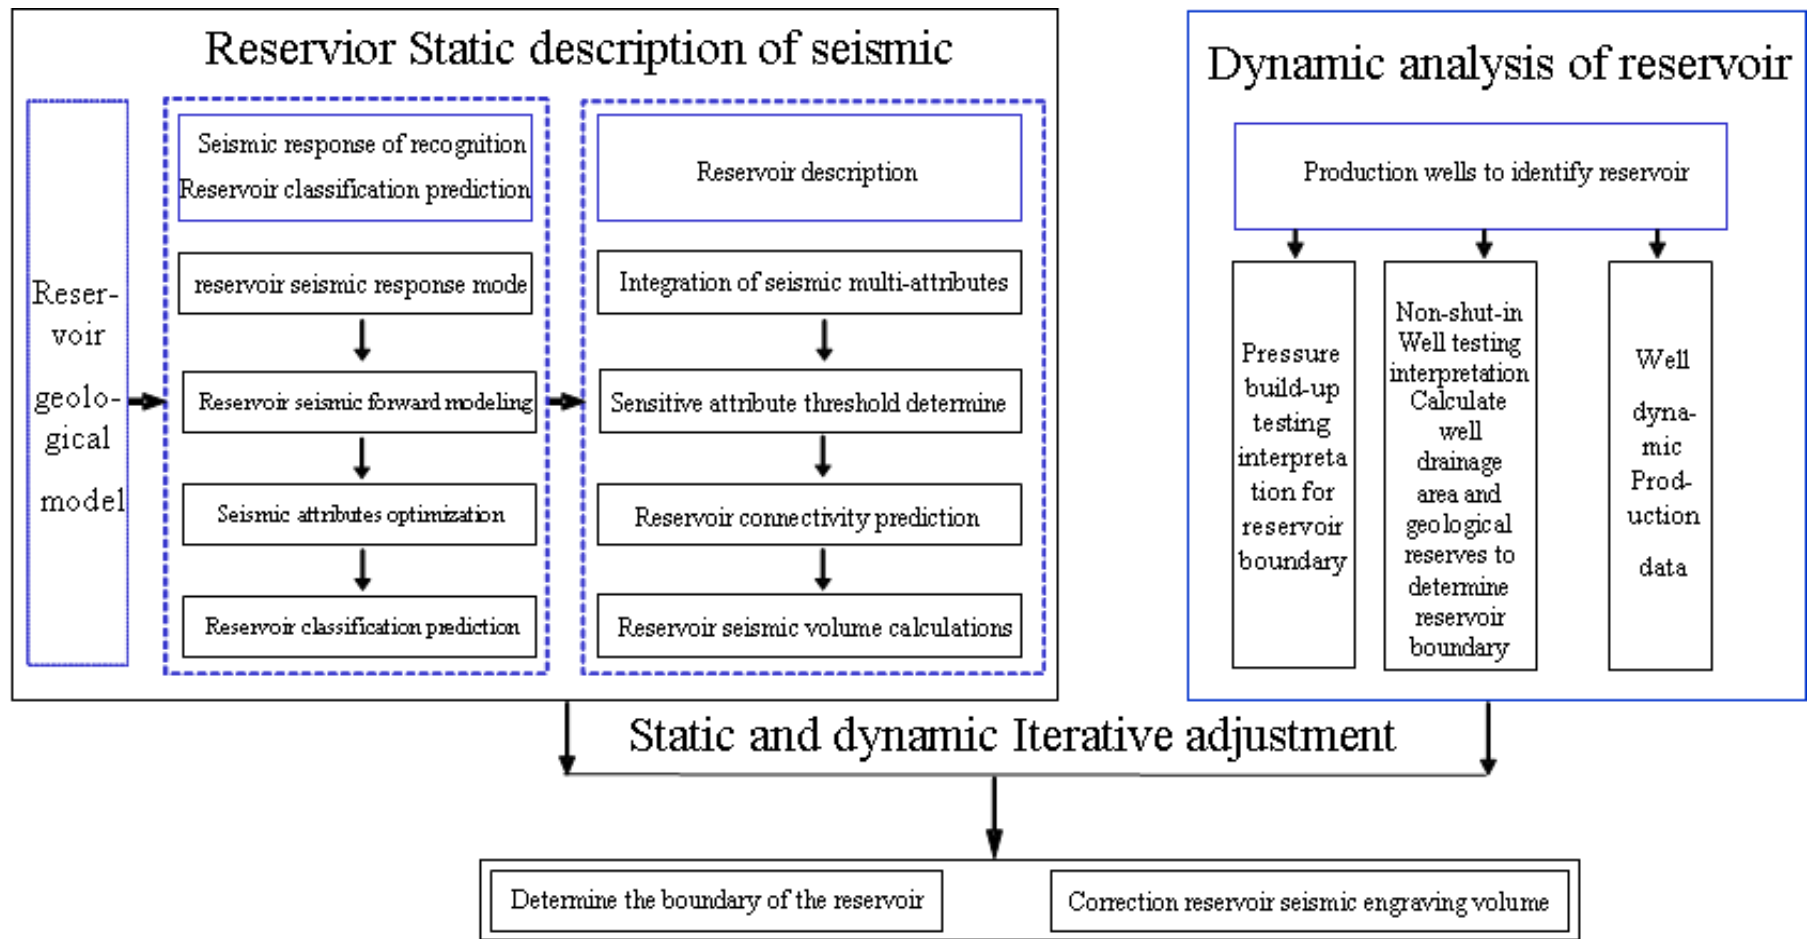 Reservior Static description of seismic
Reser-
voir
geolo-
gical
model
Seismic response of recognition
Reservoir classification prediction
reservoir seismic response mode
Reservoir seismic forward modeling
Seismic attributes optimization
Reservoir classification prediction
Reservoir description
Integration of seismic multi-attributes
Sensitive attribute threshold determine
Reservoir connectivity prediction
Reservoir seismic volume calculations
Dynamic analysis of reservoir
Production wells to identify reservoir
Pressure
build-up
testing
interpreta
tion for
reservoir
boundary
Non-shut-in
Well testing
interpretation
Calculate
well
drainage
area and
geological
reserves to
determine
reservoir
boundary
Well
dyna-
mic
Prod-
uction
data
Static and dynamic Iterative adjustment
Determine the boundary of the reservoir
Correction reservoir seismic engraving volume